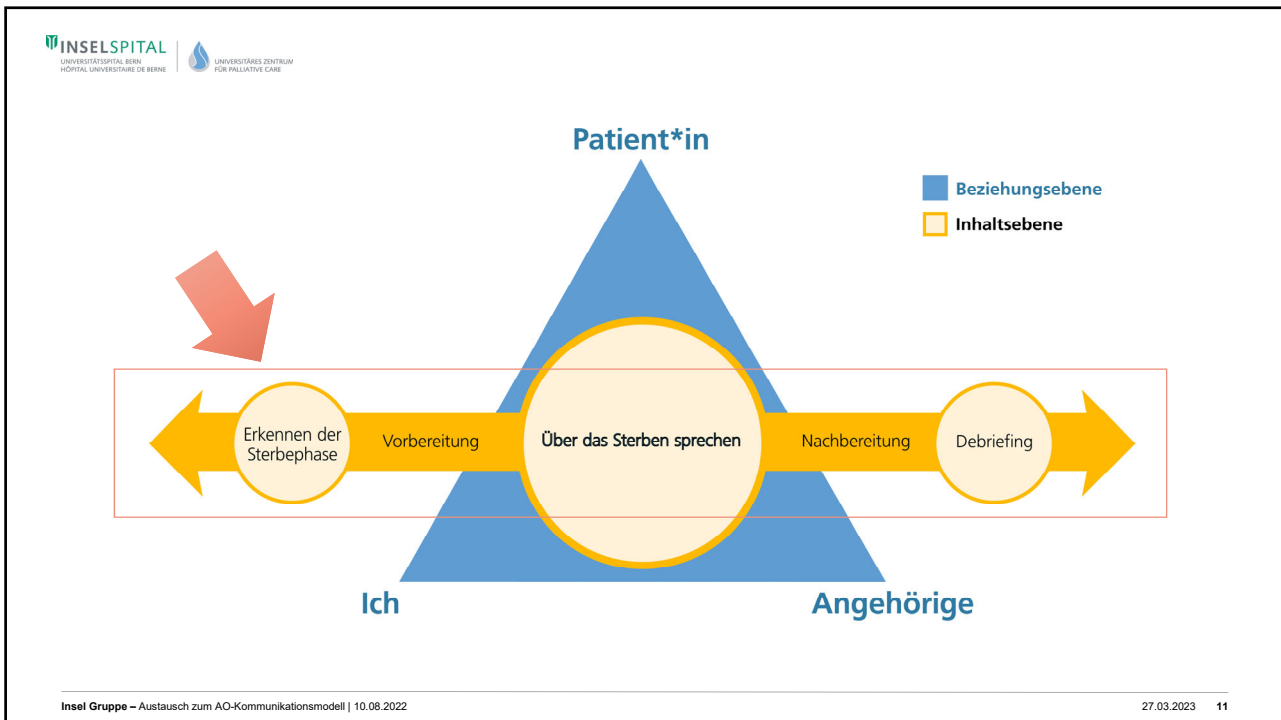 INSELSPITAL
UNIVERSITÄTSSPITAL BERN
HÔPITAL UNIVERSITAIRE DE BERNE
UNIVERSITÄRES ZENTRUM
FÜR PALLIATIVE CARE
Patient*in
Beziehungsebene
Inhaltsebene
Erkennen der
Sterbephase
Vorbereitung
Über das Sterben sprechen
Nachbereitung
Debriefing
Ich
Angehörige
Insel Gruppe – Austausch zum AO-Kommunikationsmodell | 10.08.2022
27.03.2023 11